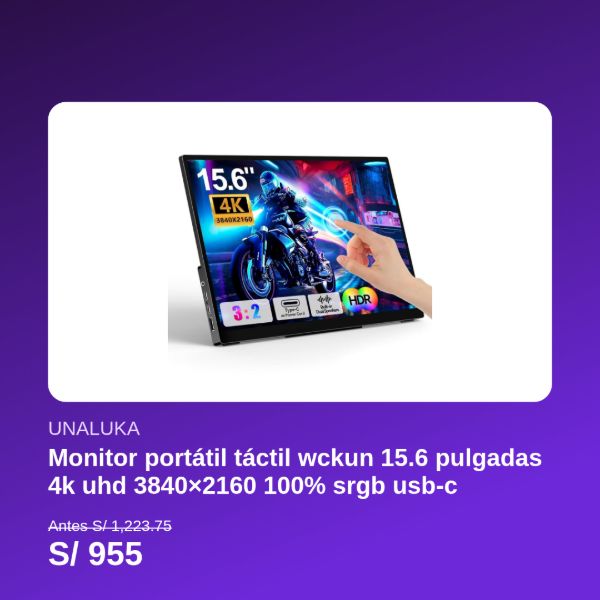 15.6"
4K
3840X2160
3:2
Type-C
HDR
UNALUKA
Monitor portátil táctil wckun 15.6 pulgadas
4k uhd 3840×2160 100% srgb usb-c
Antes S/ 1,223.75
S/ 955